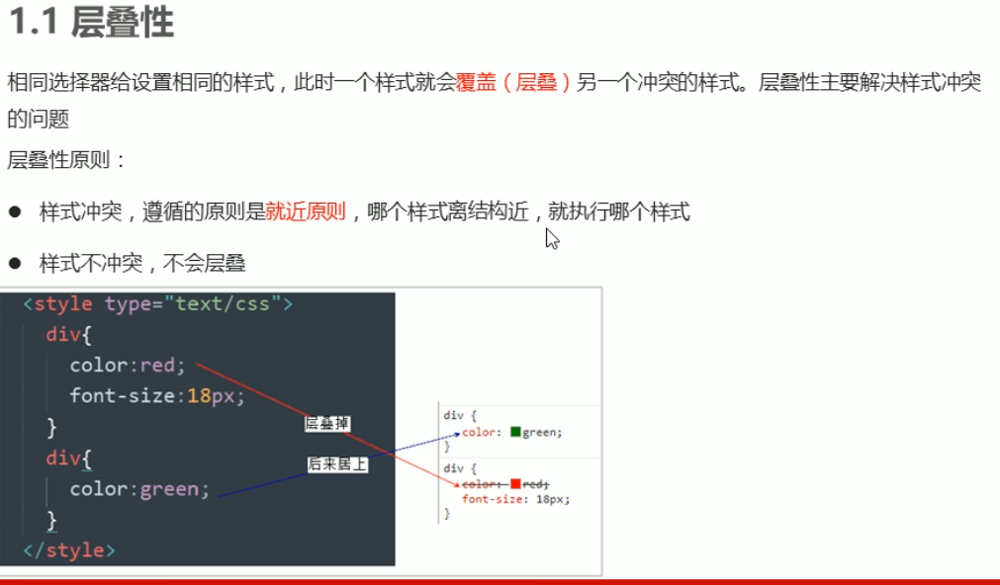 1.1 层叠性
相同选择器给设置相同的样式，此时一个样式就会覆盖（层叠）另一个冲突的样式。层叠性主要解决样式冲突
的问题
层叠性原则：
● 样式冲突，遵循的原则是就近原则，哪个样式离结构近，就执行哪个样式
● 样式不冲突，不会层叠
<style type="text/css">
div{
color:red;
font-size:18px;
}
div{
color:green;
}
</style>
层叠掉
后来居上
div {
color: green;
}
div {
color: red;
font-size: 18px;
}